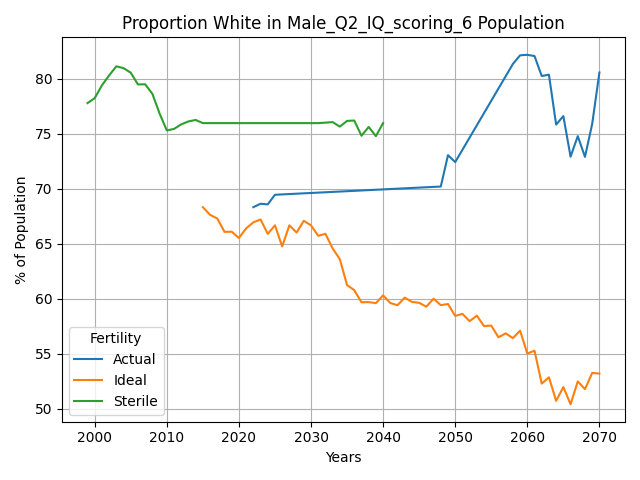 Proportion White in Male_Q2_IQ_scoring_6 Population
% of Population
80
75
70
65
60
55
50
Fertility
Actual
Ideal
Sterile
2000 2010 2020 2030 2040 2050 2060 2070
Years